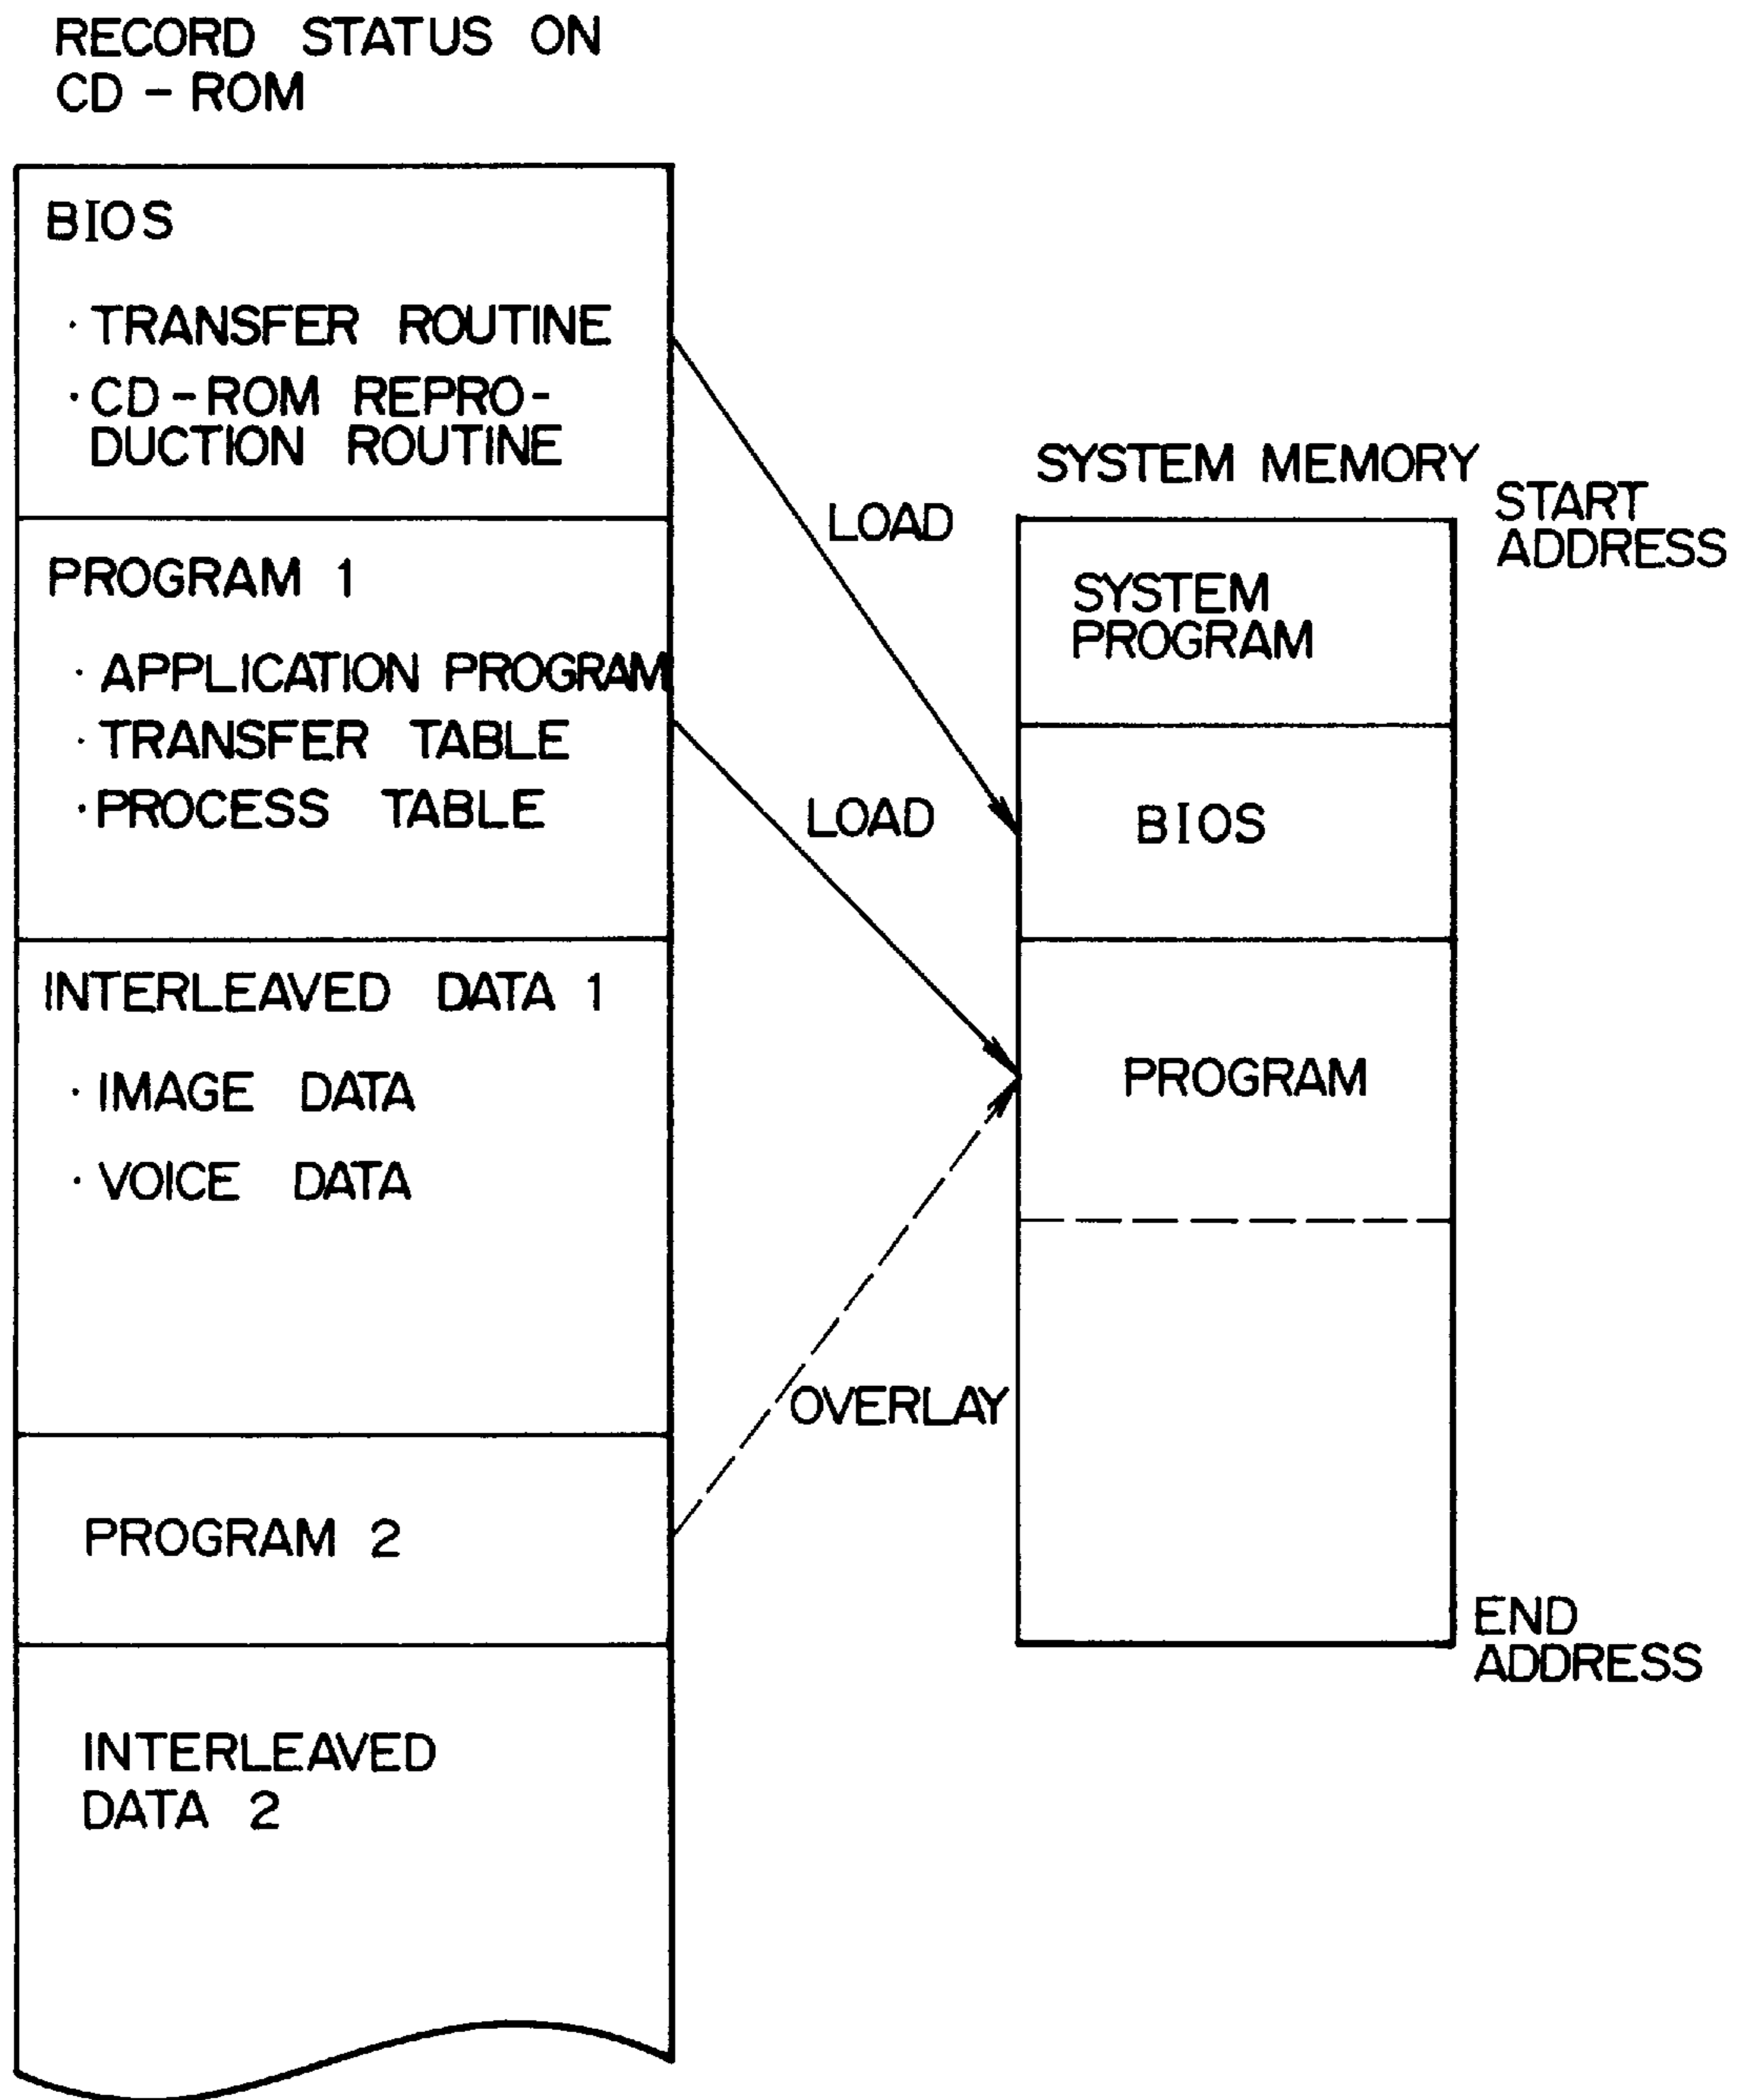 RECORD STATUS ON
CD - ROM
BIOS
· TRANSFER ROUTINE
· CD-ROM REPRO-
DUCTION ROUTINE
PROGRAM 1
· APPLICATION PROGRAM
· TRANSFER TABLE
· PROCESS TABLE
INTERLEAVED DATA 1
· IMAGE DATA
· VOICE DATA
PROGRAM 2
INTERLEAVED
DATA 2
LOAD
LOAD
OVERLAY
SYSTEM MEMORY
START
ADDRESS
SYSTEM
PROGRAM
BIOS
PROGRAM
END
ADDRESS